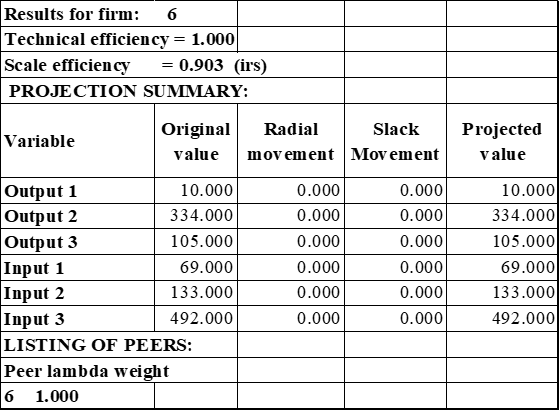 Results for firm: 6
Technical efficiency = 1.000
Scale efficiency = 0.903 (irs)
PROJECTION SUMMARY:
Variable Original value Radial movement Slack Movement Projected value
Output 1 10.000 0.000 0.000 10.000
Output 2 334.000 0.000 0.000 334.000
Output 3 105.000 0.000 0.000 105.000
Input 1 69.000 0.000 0.000 69.000
Input 2 133.000 0.000 0.000 133.000
Input 3 492.000 0.000 0.000 492.000
LISTING OF PEERS:
Peer lambda weight
6 1.000